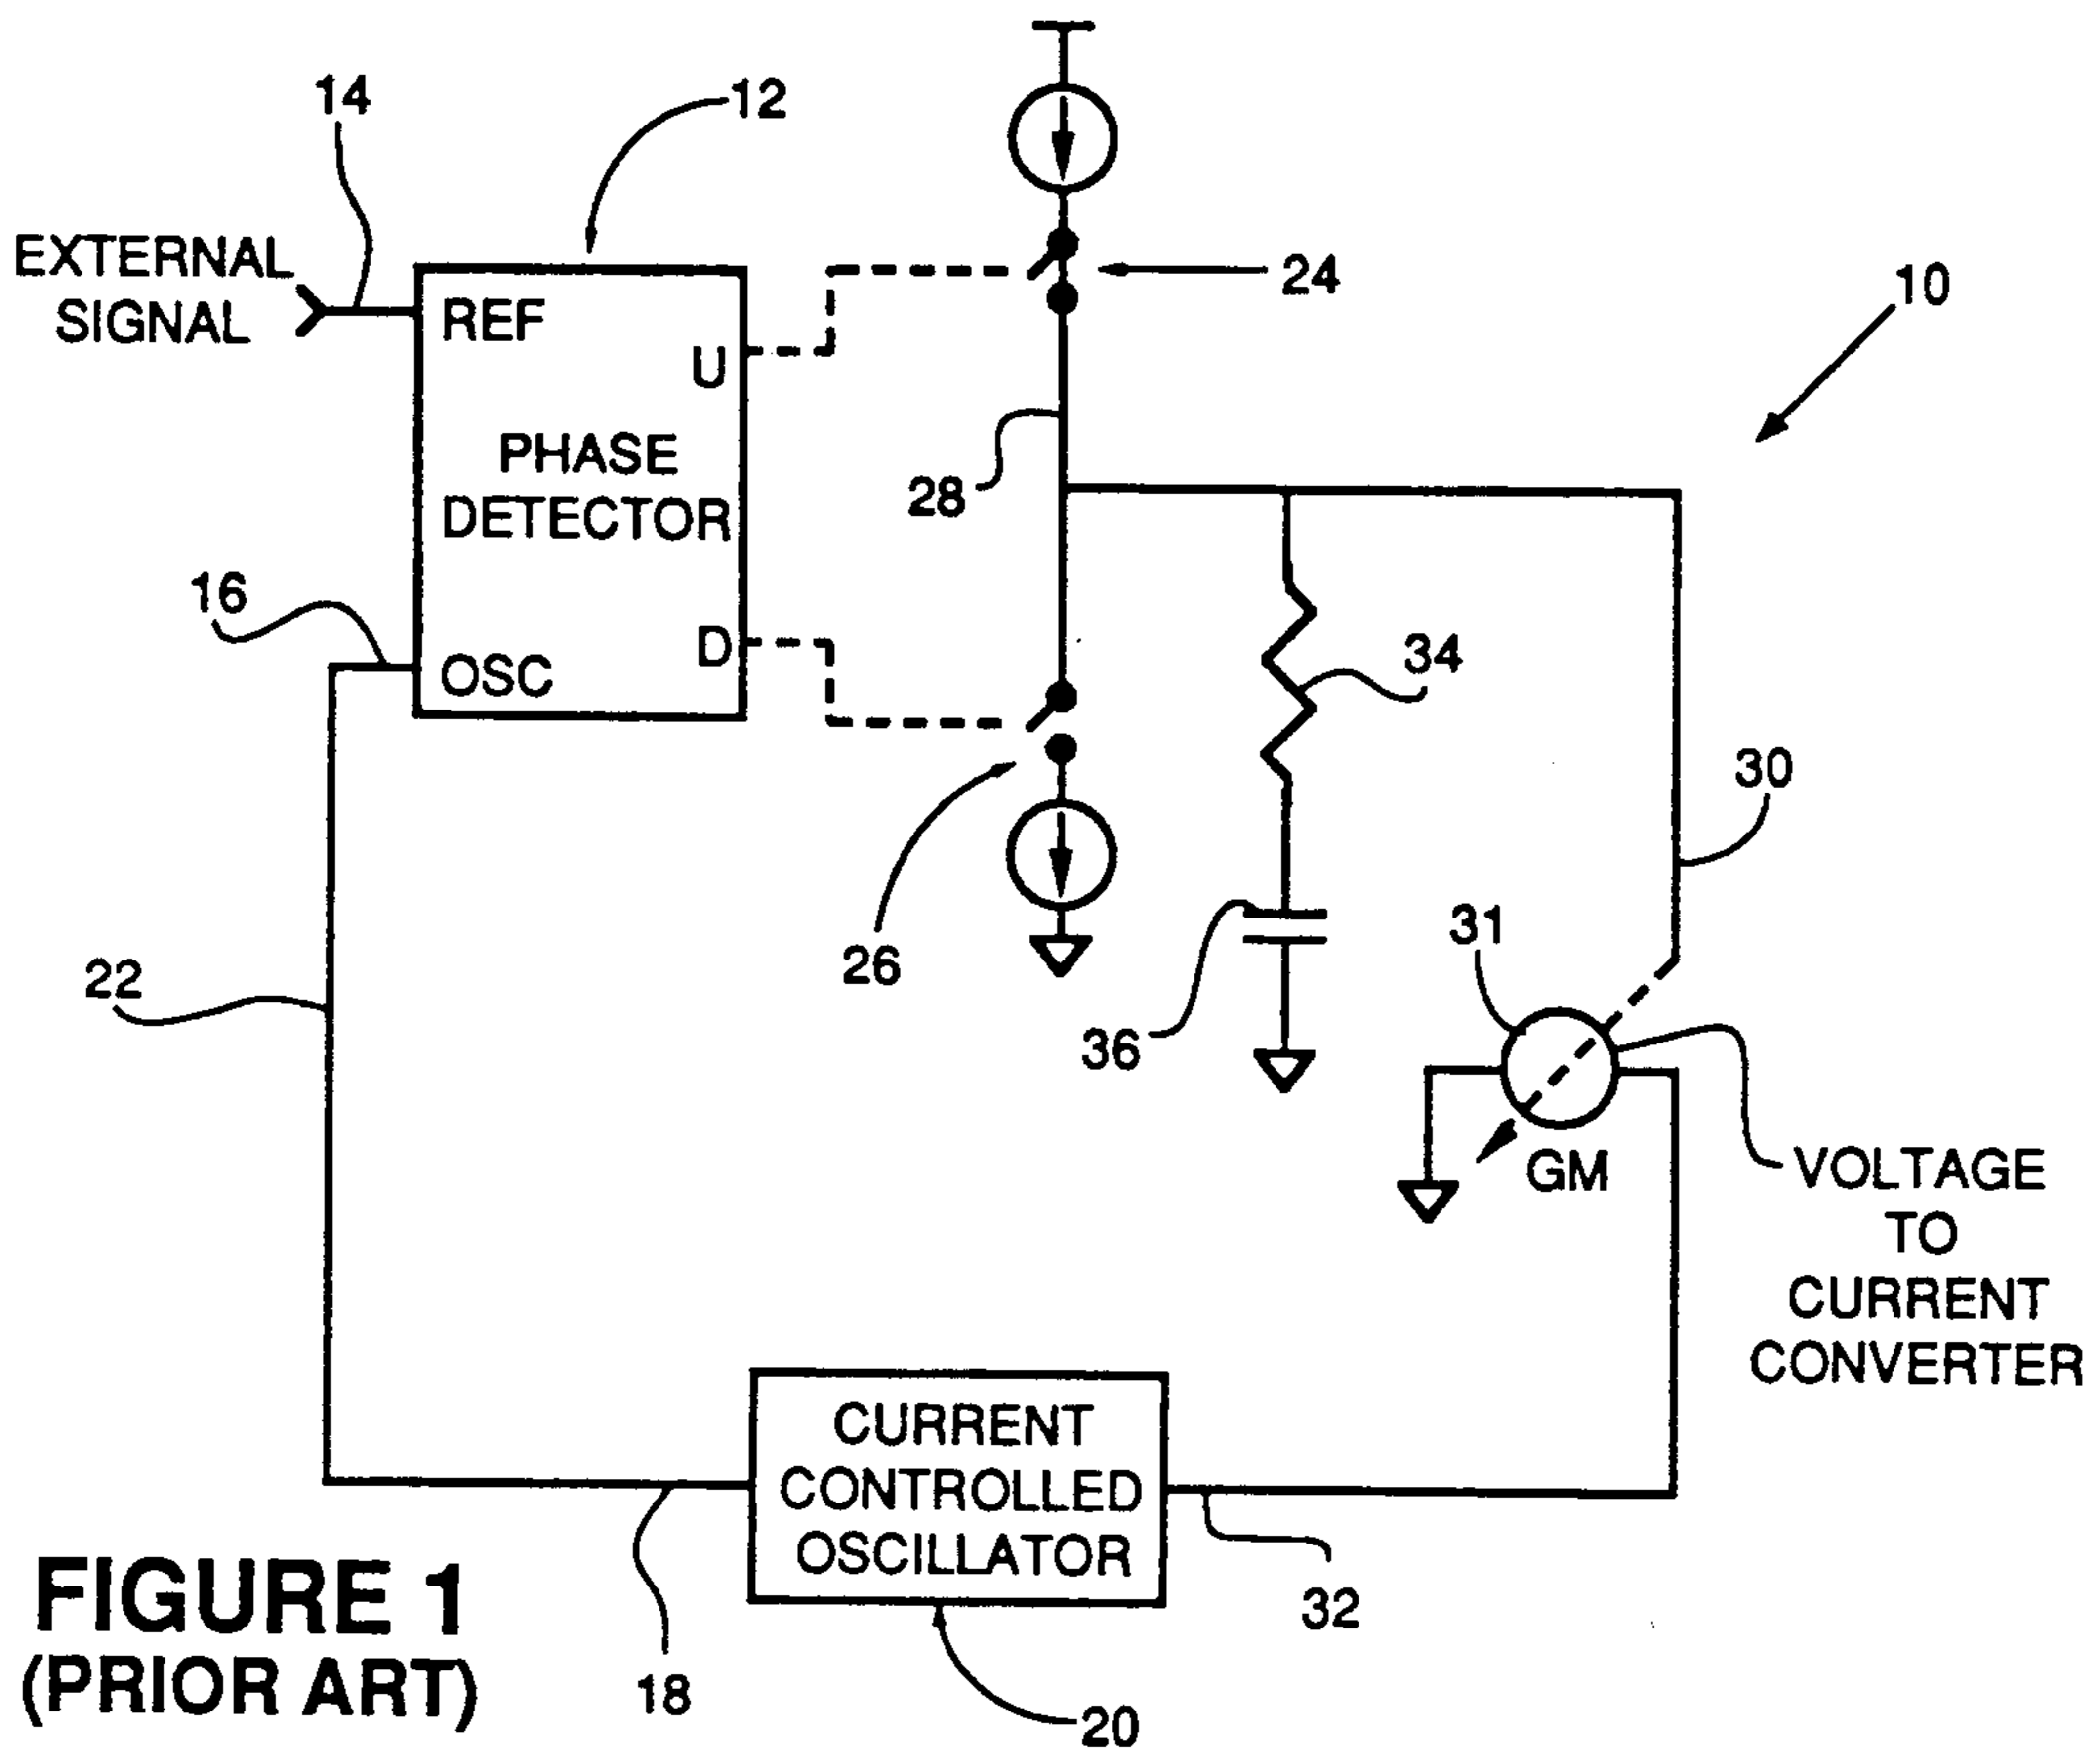 14
12
EXTERNAL
SIGNAL
REF
24
10
U
PHASE
DETECTOR
28
16
D
OSC
34
30
31
26
22
36
GM
VOLTAGE
TO
CURRENT
CONVERTER
CURRENT
CONTROLLED
OSCILLATOR
32
FIGURE 1
(PRIOR ART)
18
20